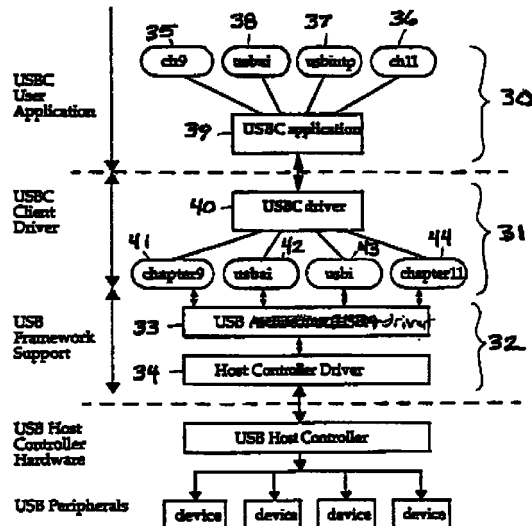 35 38 37 36
ch9 usbai usbintp ch11
USBC
User
Application
30
39 USBC application
USBC
Client
Driver
40 USBC driver
31
41 42 43 44
chapter9 usbai usbi chapter11
USB
Framework
Support
33 USB driver
32
34 Host Controller Driver
USB Host
Controller
Hardware
USB Host Controller
USB Peripherals
device device device device